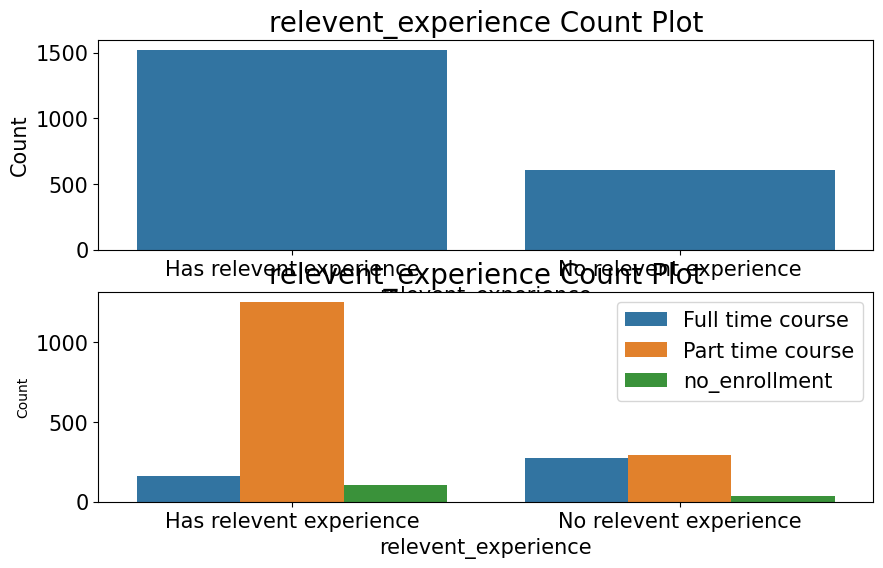 relevent_experience Count Plot
1500
1000
500
0
Count
Has relevent experience
No relevent experience
relevent_experience
relevent_experience Count Plot
1000
500
0
Count
Full time course
Part time course
no_enrollment
Has relevent experience
No relevent experience
relevent_experience